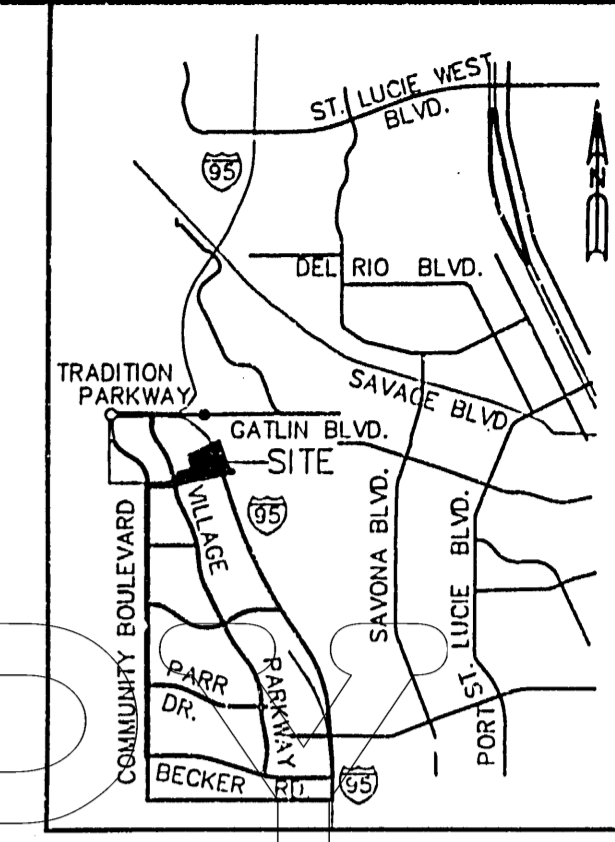 ST. LUCIE WEST
BLVD.
95
N
DEL RIO BLVD.
TRADITION
PARKWAY
SAVAGE BLVD
GATLIN BLVD.
SITE
95
VILLAGE
PARKWAY
COMMUNITY BOULEVARD
SAVONA BLVD.
PORT ST. LUCIE BLVD.
PARR
DR.
BECKER RD.
95